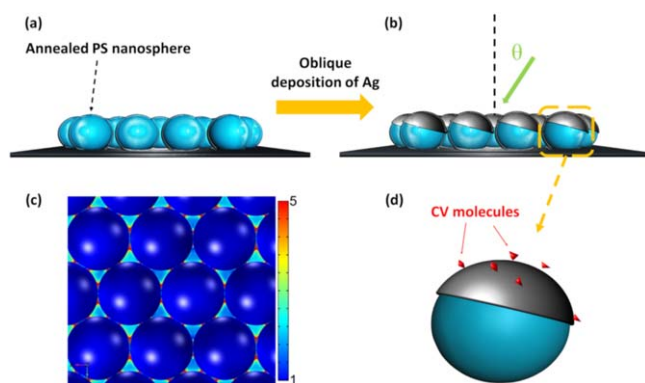 (a)
Annealed PS nanosphere
Oblique
deposition of Ag
(b)
θ
(c)
5
1
(d)
CV molecules